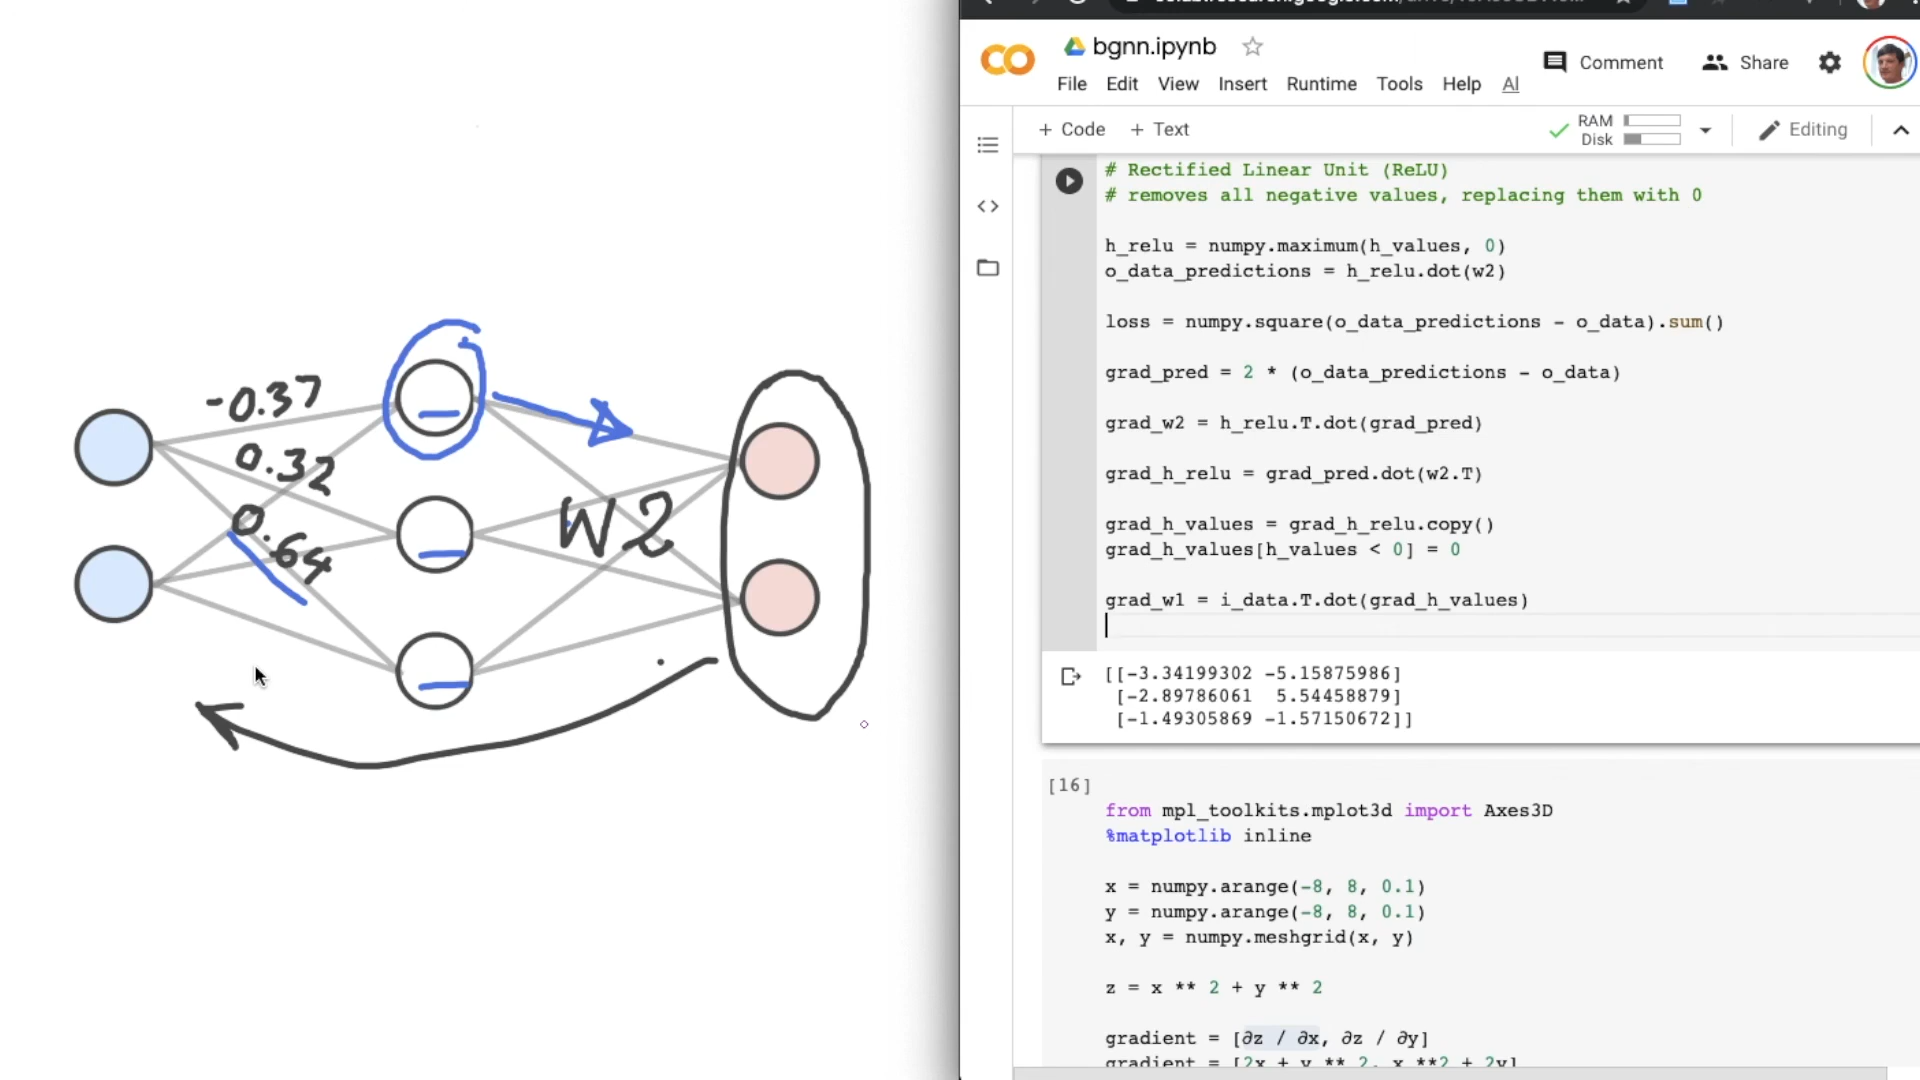 -0.37
0.32
0.64
W2
bgnn.ipynb
Comment
Share
File Edit View Insert Runtime Tools Help AI
+ Code + Text
RAM
Disk
Editing
# Rectified Linear Unit (ReLU)
# removes all negative values, replacing them with 0
h_relu = numpy.maximum(h_values, 0)
o_data_predictions = h_relu.dot(w2)
loss = numpy.square(o_data_predictions - o_data).sum()
grad_pred = 2 * (o_data_predictions - o_data)
grad_w2 = h_relu.T.dot(grad_pred)
grad_h_relu = grad_pred.dot(w2.T)
grad_h_values = grad_h_relu.copy()
grad_h_values[h_values < 0] = 0
grad_w1 = i_data.T.dot(grad_h_values)
[[-3.34199302 -5.15875986]
[-2.89786061 5.54458879]
[-1.49305869 -1.57150672]]
[16]
from mpl_toolkits.mplot3d import Axes3D
%matplotlib inline
x = numpy.arange(-8, 8, 0.1)
y = numpy.arange(-8, 8, 0.1)
x, y = numpy.meshgrid(x, y)
z = x ** 2 + y ** 2
gradient = [∂z / ∂x, ∂z / ∂y]
gradient = [2x + y ** 2, x **2 + 2y]